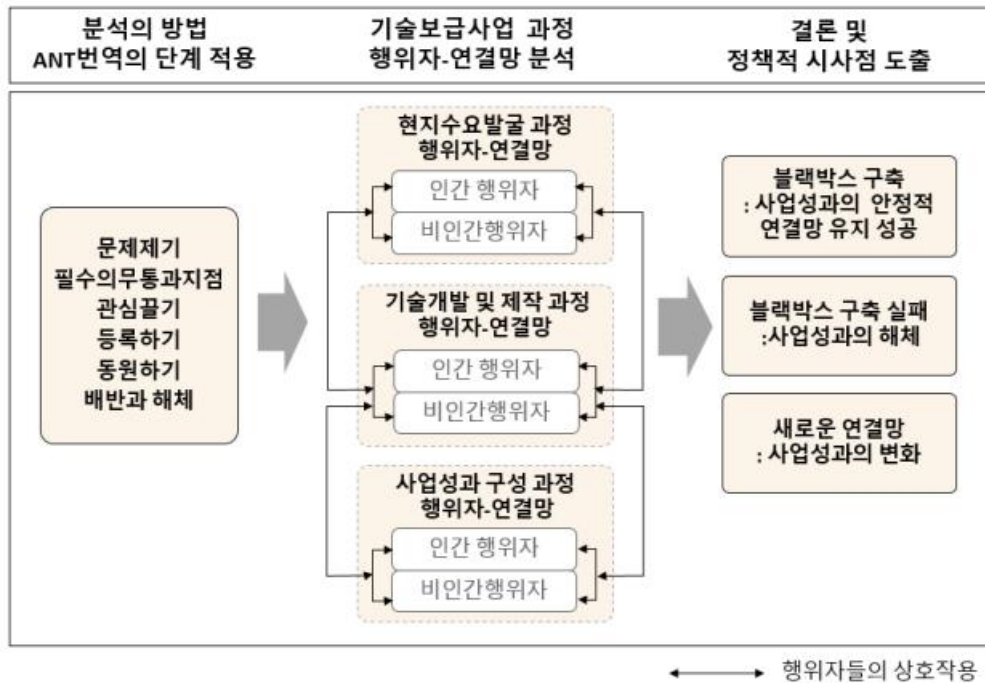 분석의 방법
ANT번역의 단계 적용
기술보급사업 과정
행위자-연결망 분석
결론 및
정책적 시사점 도출
문제제기
필수의무통과지점
관심끌기
등록하기
동원하기
배반과 해체
현지수요발굴 과정
행위자-연결망
인간 행위자
비인간행위자
기술개발 및 제작 과정
행위자-연결망
인간 행위자
비인간행위자
사업성과 구성 과정
행위자-연결망
인간 행위자
비인간행위자
블랙박스 구축
: 사업성과의 안정적
연결망 유지 성공
블랙박스 구축 실패
:사업성과의 해체
새로운 연결망
: 사업성과의 변화
행위자들의 상호작용